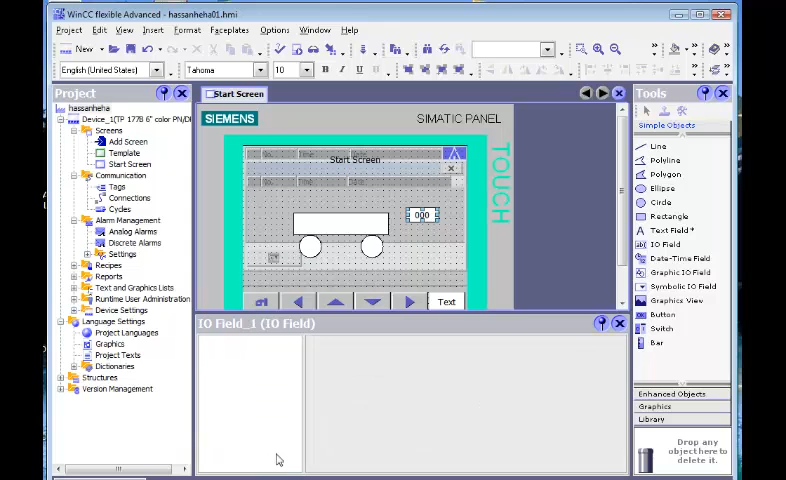 WinCC flexible Advanced - hassanheha01.hmi
Project Edit View Insert Format Faceplates Options Window Help
New
English (United States) Tahoma 10
Project
Start Screen
Tools
hassanheha
Device_1(TP 177B 6" color PN/D
Screens
Add Screen
Template
Start Screen
Communication
Tags
Connections
Cycles
Alarm Management
Analog Alarms
Discrete Alarms
Settings
Recipes
Reports
Text and Graphics Lists
Runtime User Administration
Device Settings
Language Settings
Project Languages
Graphics
Project Texts
Dictionaries
Structures
Version Management
SIEMENS
SIMATIC PANEL
TOUCH
Start Screen
000
Text
IO Field_1 (IO Field)
Simple Objects
Line
Polyline
Polygon
Ellipse
Circle
Rectangle
Text Field *
IO Field
Date-Time Field
Graphic IO Field
Symbolic IO Field
Graphics View
Button
Switch
Bar
Enhanced Objects
Graphics
Library
Drop any
object here to
delete it.